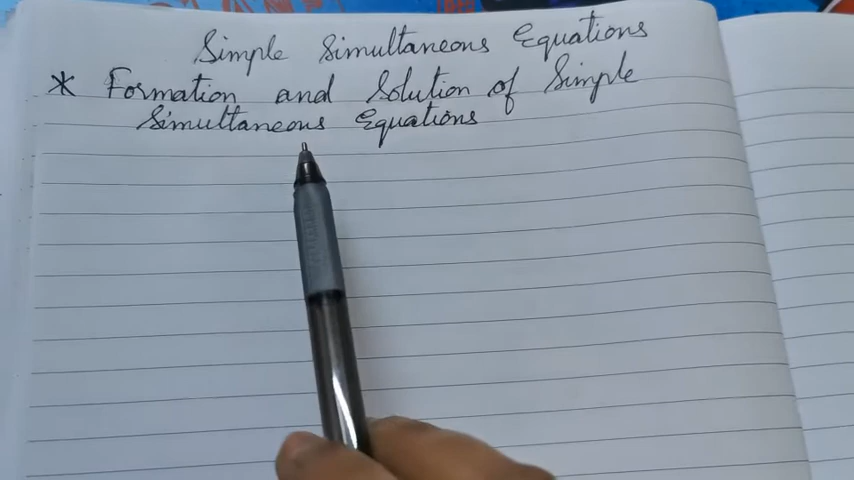 Simple Simultaneous Equations
* Formation and Solution of Simple
Simultaneous Equations